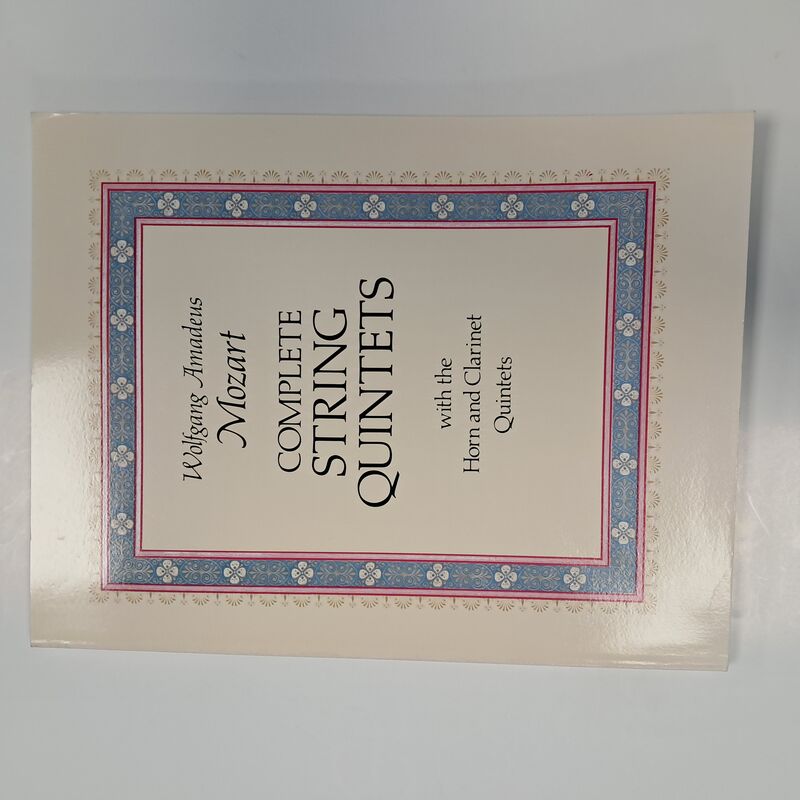 Wolfgang Amadeus
Mozart
COMPLETE
STRING
QUINTETS
with the
Horn and Clarinet
Quintets